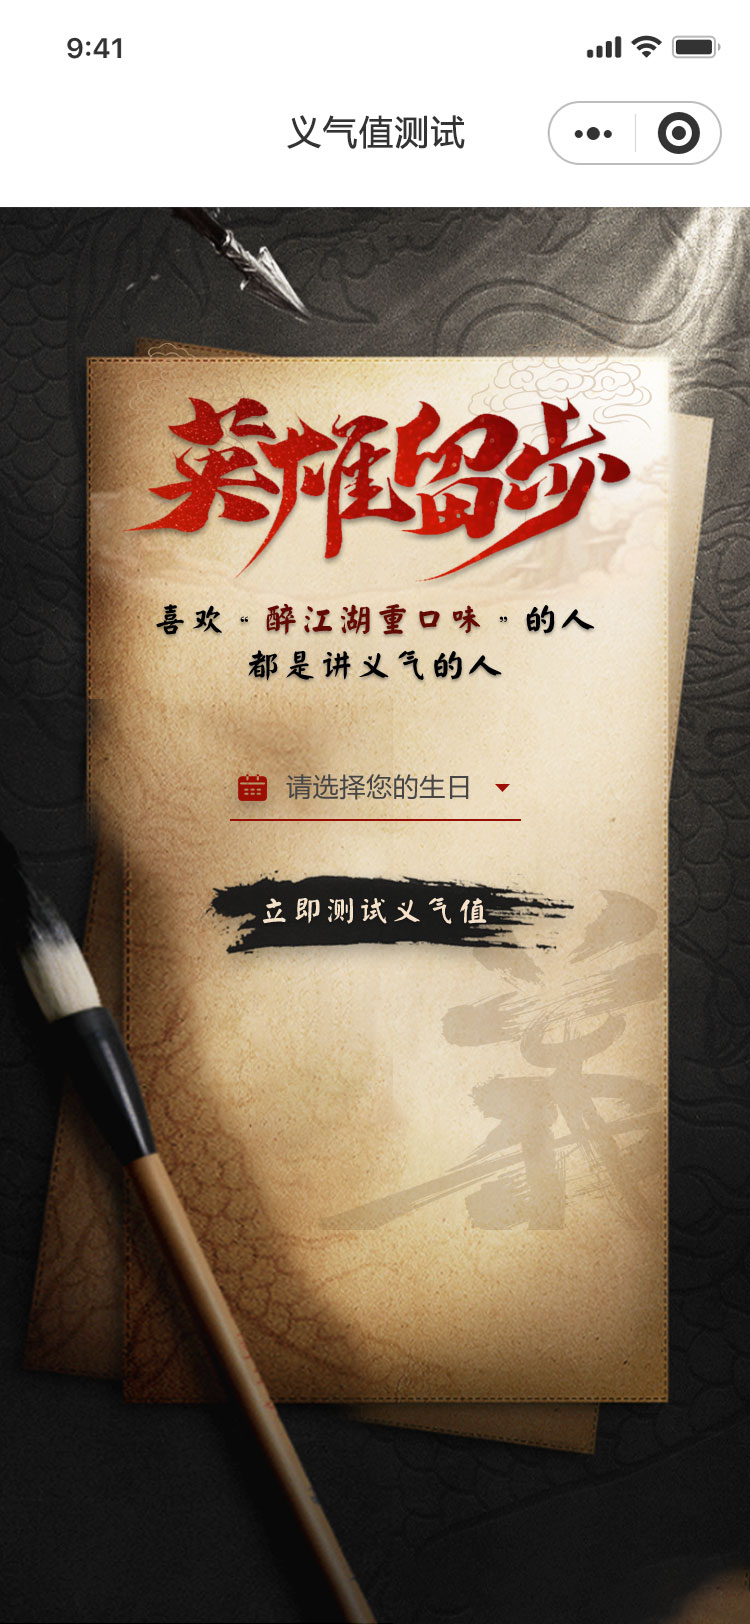 9:41
义气值测试
英雄留步
喜欢“醉江湖重口味”的人
都是讲义气的人
请选择您的生日
立即测试义气值
義